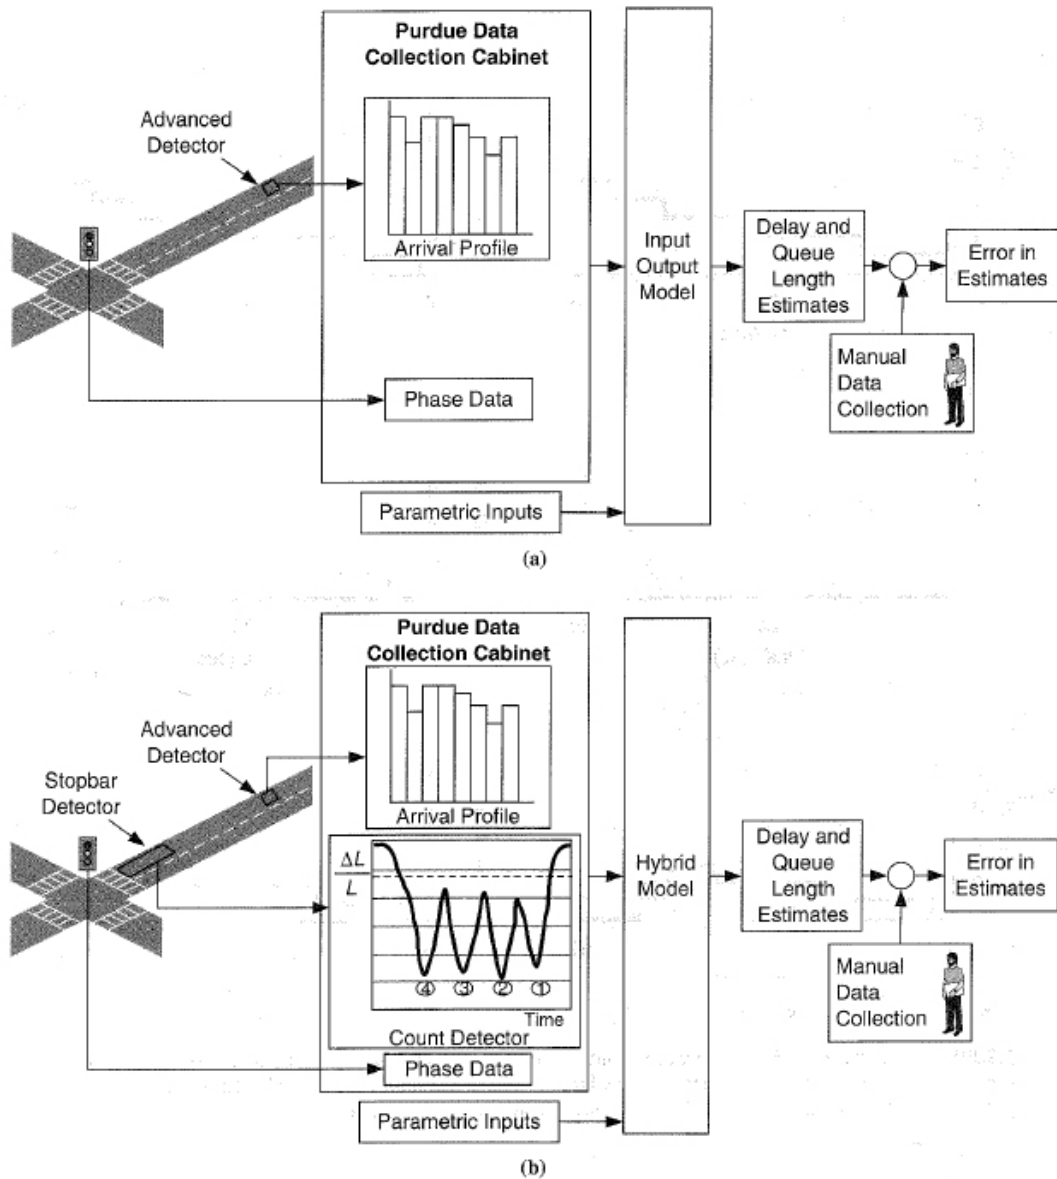 Purdue Data
Collection Cabinet
Advanced
Detector
Arrival Profile
Phase Data
Parametric Inputs
Input
Output
Model
Delay and
Queue
Length
Estimates
Error in
Estimates
Manual
Data
Collection
(a)
Purdue Data
Collection Cabinet
Advanced
Detector
Stopbar
Detector
Arrival Profile
ΔL
L
④ ③ ② ①
Time
Count Detector
Phase Data
Parametric Inputs
Hybrid
Model
Delay and
Queue
Length
Estimates
Error in
Estimates
Manual
Data
Collection
(b)